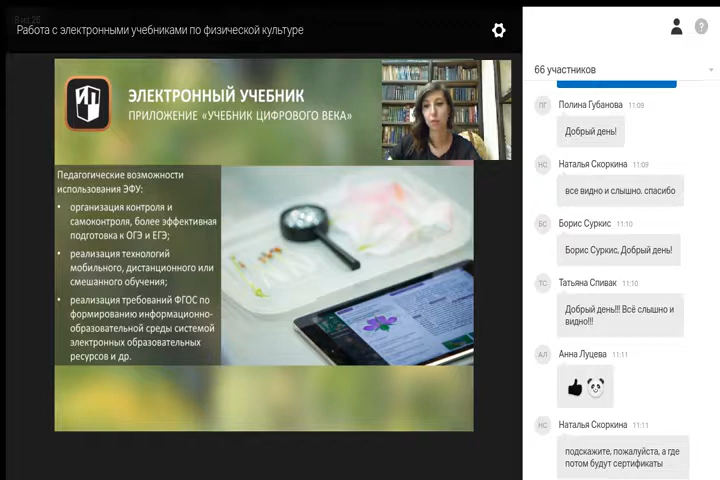 Работа с электронными учебниками по физической культуре
ЭЛЕКТРОННЫЙ УЧЕБНИК
ПРИЛОЖЕНИЕ «УЧЕБНИК ЦИФРОВОГО ВЕКА»
Педагогические возможности
использования ЭФУ:
• организация контроля и
самоконтроля, более эффективная
подготовка к ОГЭ и ЕГЭ;
• реализация технологий
мобильного, дистанционного или
смешанного обучения;
• реализация требований ФГОС по
формированию информационно-
образовательной среды системой
электронных образовательных
ресурсов и др.
66 участников
ПГ
Полина Губанова 11:09
Добрый день!
НС
Наталья Скоркина 11:09
все видно и слышно. спасибо
БС
Борис Суркис 11:10
Борис Суркис, Добрый день!
ТС
Татьяна Спивак 11:10
Добрый день!!! Всё слышно и
видно!!!
АЛ
Анна Луцева 11:11
НС
Наталья Скоркина 11:11
подскажите, пожалуйста, а где
потом будут сертификаты